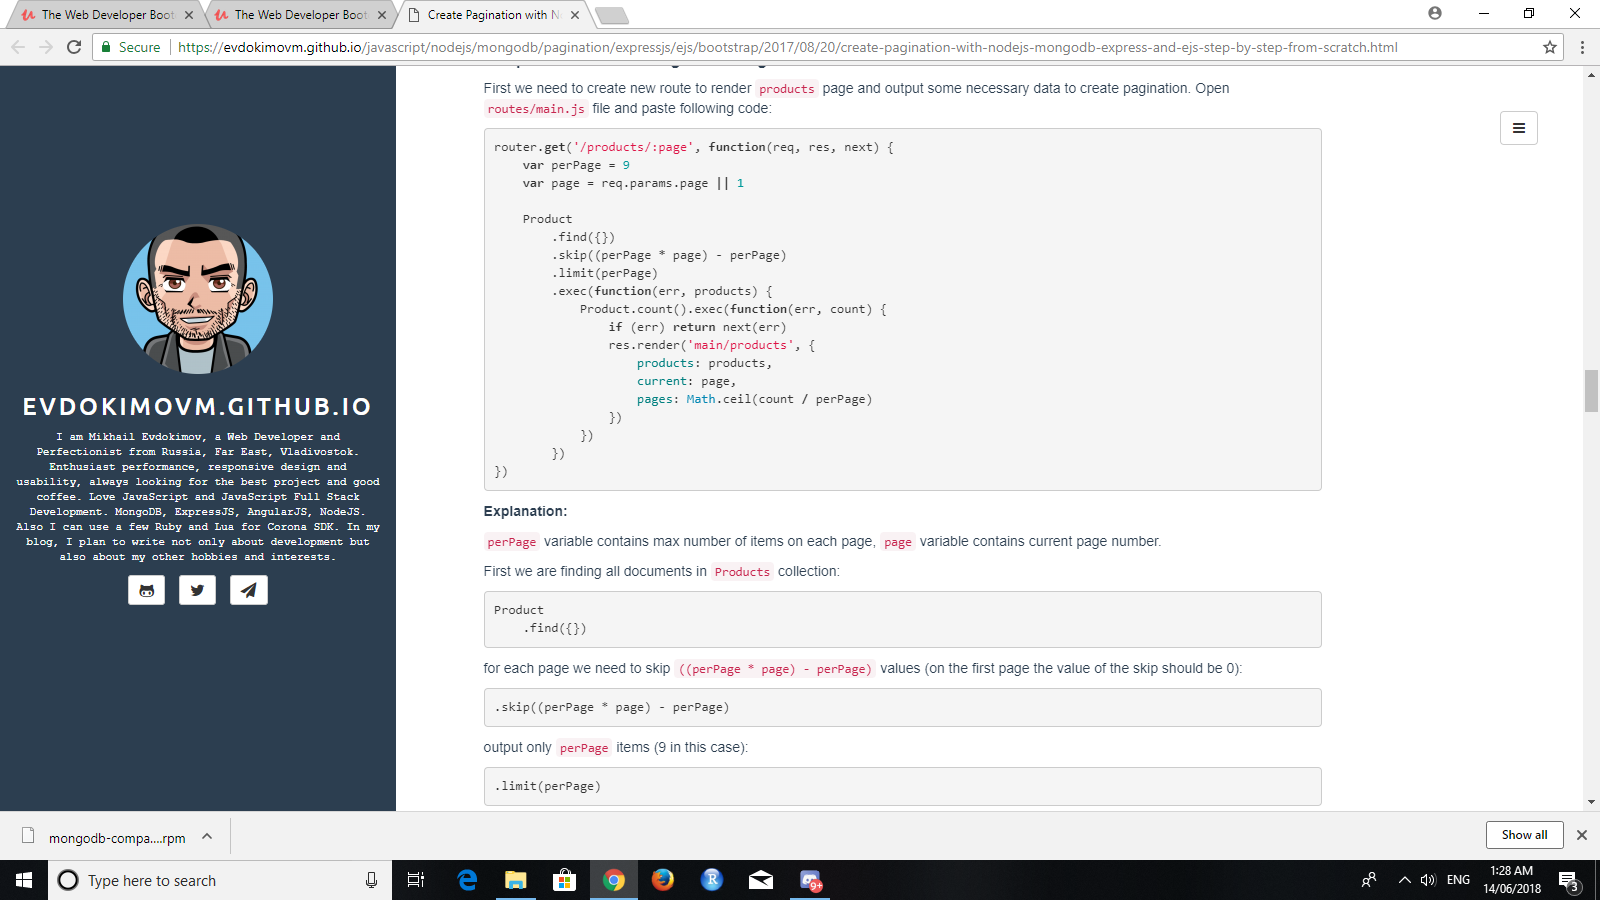 The Web Developer Boot
The Web Developer Boot
Create Pagination with N
Secure
https://evdokimovm.github.io/javascript/nodejs/mongodb/pagination/expressjs/ejs/bootstrap/2017/08/20/create-pagination-with-nodejs-mongodb-express-and-ejs-step-by-step-from-scratch.html
EVDOKIMOVM.GITHUB.IO
I am Mikhail Evdokimov, a Web Developer and
Perfectionist from Russia, Far East, Vladivostok.
Enthusiast performance, responsive design and
usability, always looking for the best project and good
coffee. Love JavaScript and JavaScript Full Stack
Development. MongoDB, ExpressJS, AngularJS, NodeJS.
Also I can use a few Ruby and Lua for Corona SDK. In my
blog, I plan to write not only about development but
also about my other hobbies and interests.
First we need to create new route to render products page and output some necessary data to create pagination. Open
routes/main.js file and paste following code:
router.get('/products/:page', function(req, res, next) {
    var perPage = 9
    var page = req.params.page || 1
    Product
        .find({})
        .skip((perPage * page) - perPage)
        .limit(perPage)
        .exec(function(err, products) {
            Product.count().exec(function(err, count) {
                if (err) return next(err)
                res.render('main/products', {
                    products: products,
                    current: page,
                    pages: Math.ceil(count / perPage)
                })
            })
        })
})
Explanation:
perPage variable contains max number of items on each page, page variable contains current page number.
First we are finding all documents in Products collection:
Product
    .find({})
for each page we need to skip ((perPage * page) - perPage) values (on the first page the value of the skip should be 0):
.skip((perPage * page) - perPage)
output only perPage items (9 in this case):
.limit(perPage)
mongodb-compa....rpm
Show all
Type here to search
R
9+
ENG
1:28 AM
14/06/2018
3